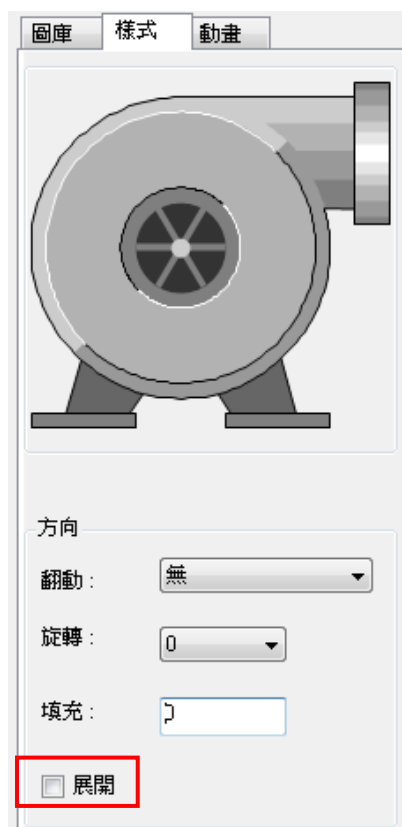 圖庫 樣式 動畫
方向
翻動 : 無
旋轉 : 0
填充 :
展開